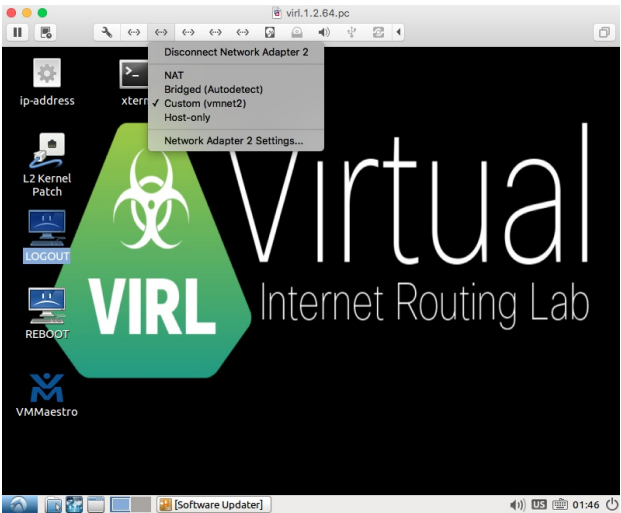 virl.1.2.64.pc
Disconnect Network Adapter 2
NAT
Bridged (Autodetect)
✓ Custom (vmnet2)
Host-only
Network Adapter 2 Settings...
ip-address
xterm
L2 Kernel
Patch
LOGOUT
REBOOT
VMMaestro
VIRL
Virtual
Internet Routing Lab
[Software Updater]
US
01:46